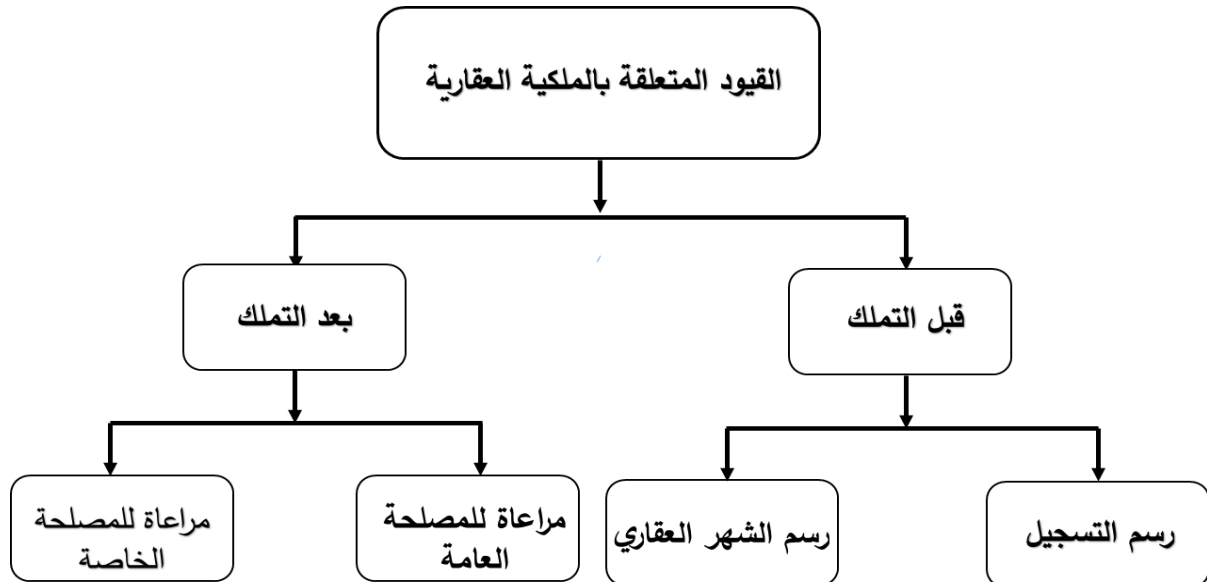 القيود المتعلقة بالملكية العقارية
قبل التملك
بعد التملك
رسم التسجيل
رسم الشهر العقاري
مراعاة للمصلحة
العامة
مراعاة للمصلحة
الخاصة